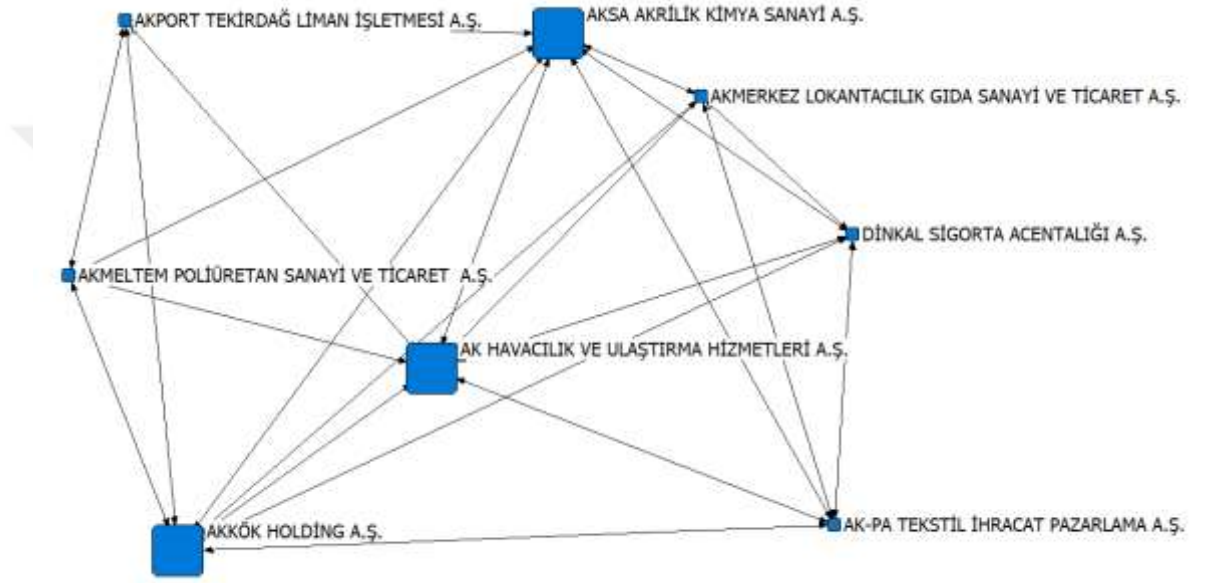 AKPORT TEKİRDAĞ LİMAN İŞLETMESİ A.Ş.
AKSA AKRİLİK KİMYA SANAYİ A.Ş.
AKMERKEZ LOKANTACILIK GIDA SANAYİ VE TİCARET A.Ş.
DİNKAL SİGORTA ACENTALIĞI A.Ş.
AKMELTEM POLİÜRETAN SANAYİ VE TİCARET A.Ş.
AK HAVACILIK VE ULAŞTIRMA HİZMETLERİ A.Ş.
AKKÖK HOLDİNG A.Ş.
AK-PA TEKSTİL İHRACAT PAZARLAMA A.Ş.